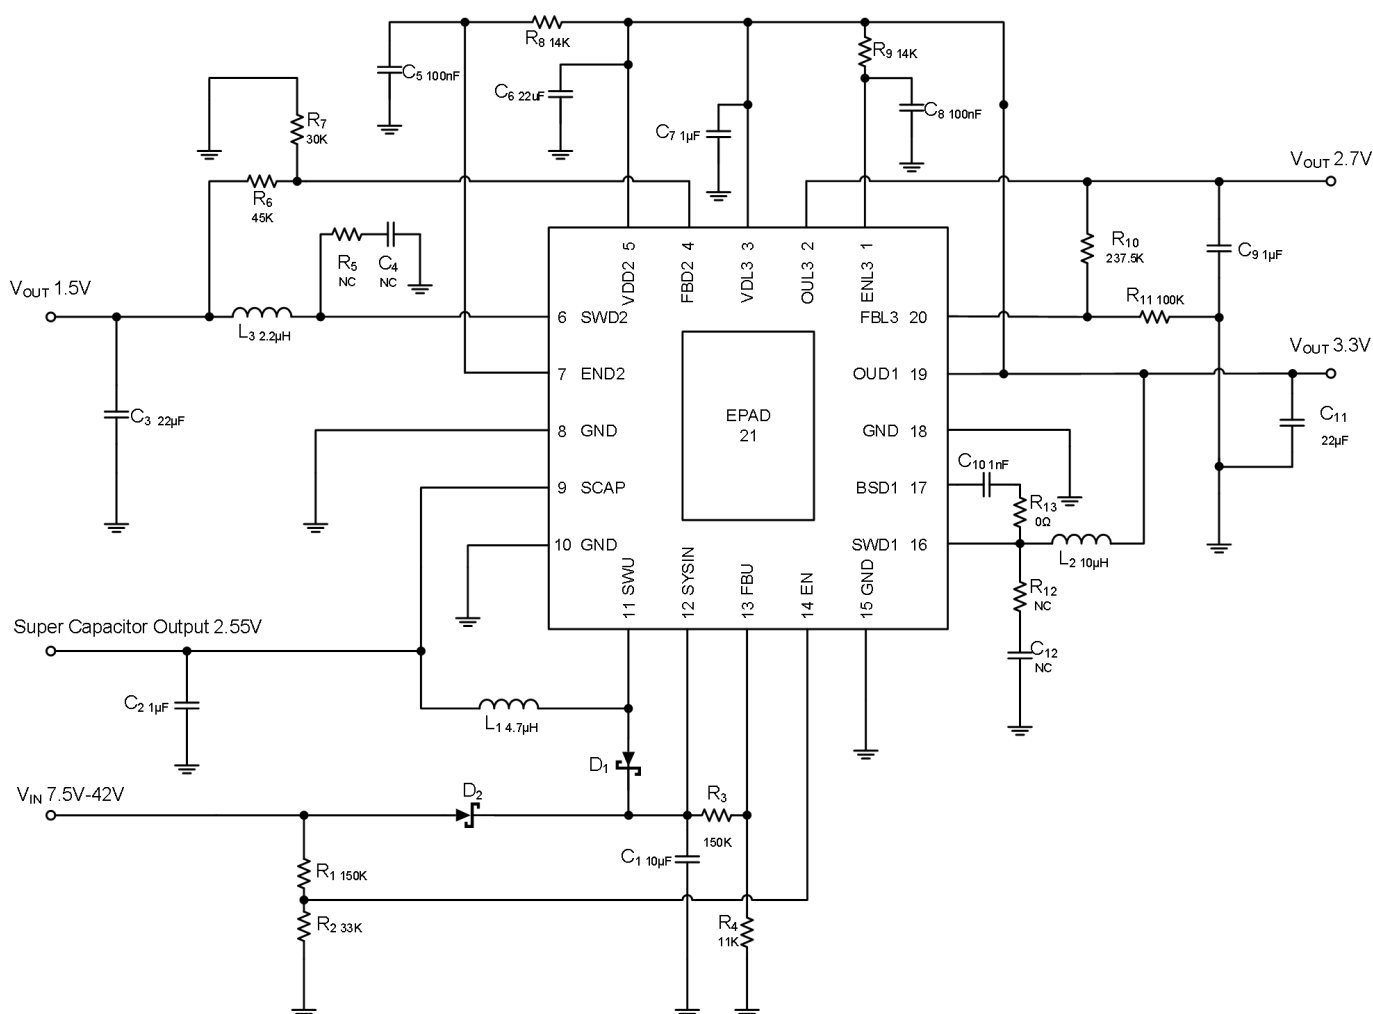 R8 14K
R9 14K
C5 100nF
C6 22uF
C8 100nF
R7
30K
C7 1µF
VOUT 2.7V
R6
45K
R5
NC
C4
NC
VDD2 5
FBD2 4
VDL3 3
OUL3 2
ENL3 1
R10
237.5K
C9 1µF
VOUT 1.5V
L3 2.2µH
6 SWD2
FBL3 20
R11 100K
VOUT 3.3V
7 END2
OUD1 19
C3 22µF
EPAD
21
C11
22µF
8 GND
GND 18
C10 1nF
9 SCAP
BSD1 17
R13
0Ω
10 GND
SWD1 16
L2 10µH
11 SWU
12 SYSIN
13 FBU
14 EN
15 GND
R12
NC
Super Capacitor Output 2.55V
C12
NC
C2 1µF
L1 4.7µH
D1
VIN 7.5V-42V
D2
R3
150K
C1 10µF
R1 150K
R2 33K
R4
11K